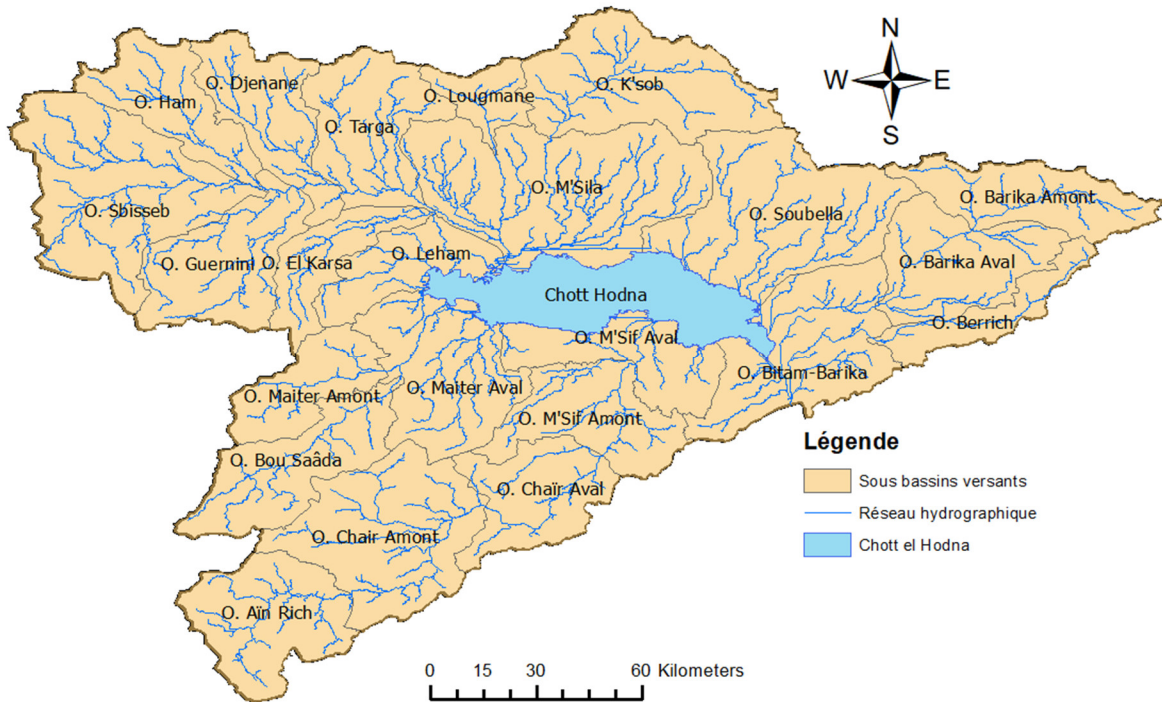 N
W E
S
O. Djenane
O. Ham
O. Lougmane
O. K'sob
O. Targa
O. M'Sila
O. Barika Amont
O. Sbisseb
O. Soubella
O. Guernini
O. El Karsa
O. Leham
O. Barika Aval
Chott Hodna
O. Berrich
O. M'Sif Aval
O. Bitam-Barika
O. Maiter Amont
O. Maiter Aval
O. M'Sif Amont
O. Bou Saâda
O. Chaïr Aval
O. Chair Amont
O. Aïn Rich
Légende
Sous bassins versants
Réseau hydrographique
Chott el Hodna
0 15 30 60 Kilometers